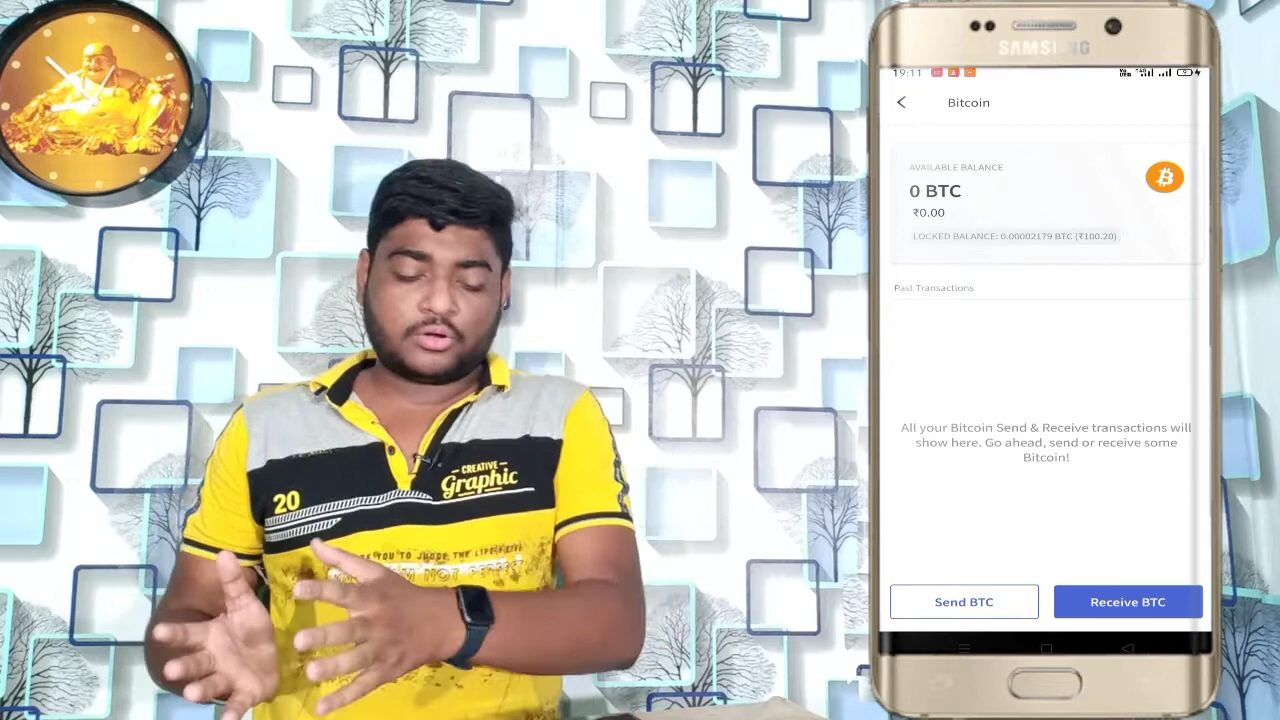 CREATIVE
Graphic
20
SAMSUNG
19:11
Bitcoin
AVAILABLE BALANCE
0 BTC
₹0.00
LOCKED BALANCE: 0.00002179 BTC (₹100.20)
Past Transactions
All your Bitcoin Send & Receive transactions will
show here. Go ahead, send or receive some
Bitcoin!
Send BTC
Receive BTC